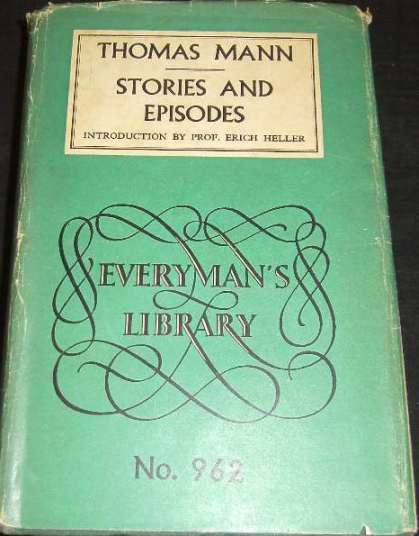 THOMAS MANN
STORIES AND
EPISODES
INTRODUCTION BY PROF. ERICH HELLER
EVERYMAN'S
LIBRARY
No. 962